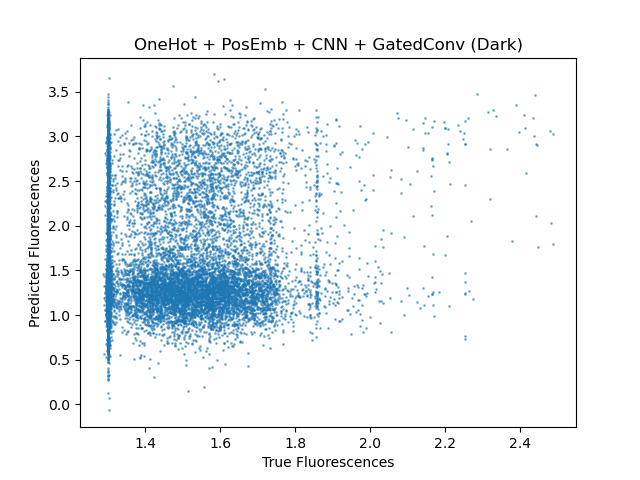 OneHot + PosEmb + CNN + GatedConv (Dark)
Predicted Fluorescences
3.5
3.0
2.5
2.0
1.5
1.0
0.5
0.0
1.4 1.6 1.8 2.0 2.2 2.4
True Fluorescences